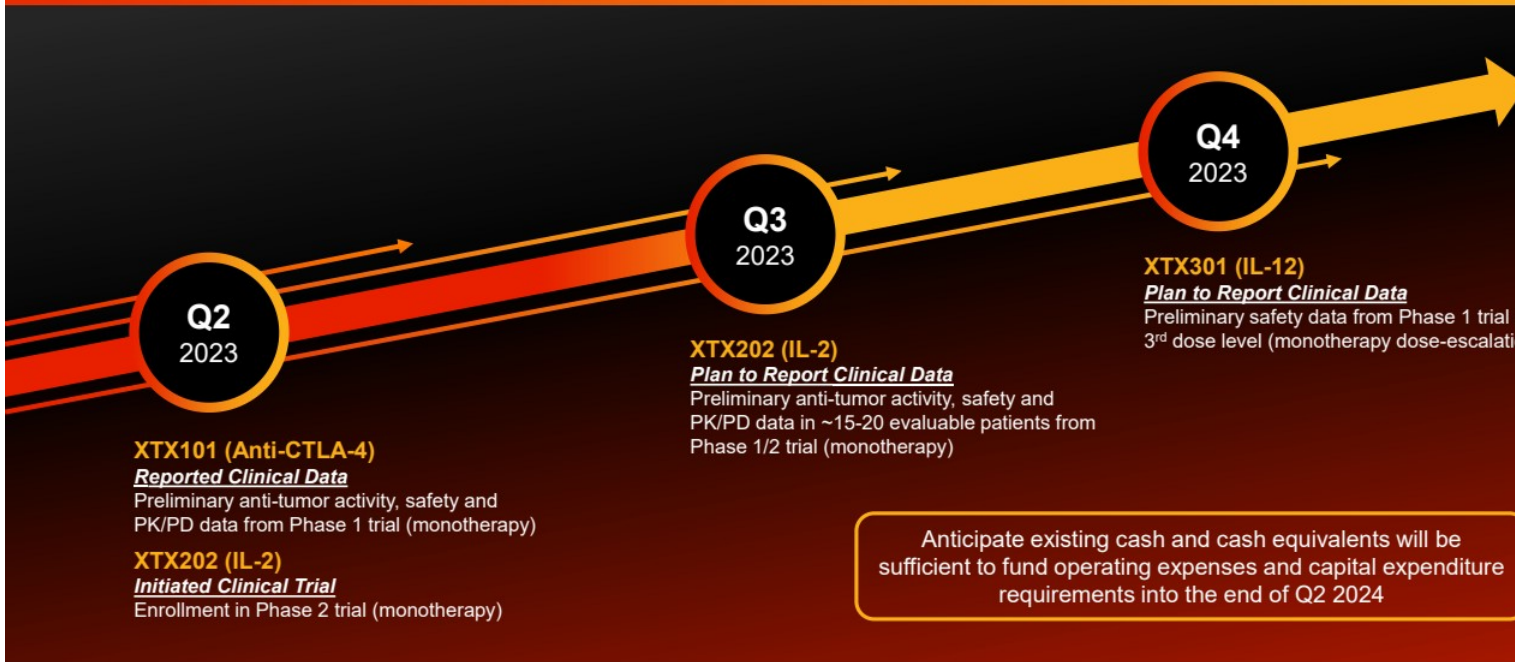 Q2
2023
XTX101 (Anti-CTLA-4)
Reported Clinical Data
Preliminary anti-tumor activity, safety and
PK/PD data from Phase 1 trial (monotherapy)
XTX202 (IL-2)
Initiated Clinical Trial
Enrollment in Phase 2 trial (monotherapy)
Q3
2023
XTX202 (IL-2)
Plan to Report Clinical Data
Preliminary anti-tumor activity, safety and
PK/PD data in ~15-20 evaluable patients from
Phase 1/2 trial (monotherapy)
Q4
2023
XTX301 (IL-12)
Plan to Report Clinical Data
Preliminary safety data from Phase 1 trial
3rd dose level (monotherapy
Anticipate existing cash and cash equivalents will be
sufficient to fund operating expenses and capital expenditure
requirements into the end of Q2 2024